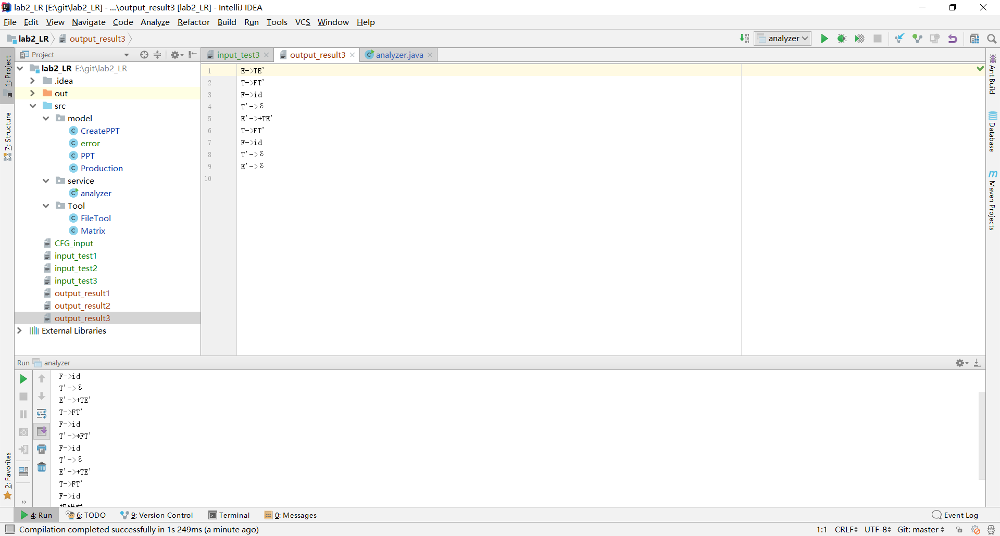 lab2_LR [E:\git\lab2_LR] - ...\output_result3 [lab2_LR] - IntelliJ IDEA
File Edit View Navigate Code Analyze Refactor Build Run Tools VCS Window Help
lab2_LR output_result3 analyzer
Project input_test3 output_result3 analyzer.java
lab2_LR E:\git\lab2_LR
.idea
out
src
model
CreatePPT
error
PPT
Production
service
analyzer
Tool
FileTool
Matrix
CFG_input
input_test1
input_test2
input_test3
output_result1
output_result2
output_result3
External Libraries
1 E->TE'
2 T->FT'
3 F->id
4 T'->ε
5 E'->+TE'
6 T->FT'
7 F->id
8 T'->ε
9 E'->ε
10
1: Project
7: Structure
2: Favorites
Ant Build
Database
Maven Projects
Run analyzer
F->id
T'->ε
E'->+TE'
T->FT'
F->id
T'->*FT'
F->id
T'->ε
E'->+TE'
T->FT'
F->id
4: Run 6: TODO 9: Version Control Terminal 0: Messages Event Log
Compilation completed successfully in 1s 249ms (a minute ago) 1:1 CRLF UTF-8 Git: master